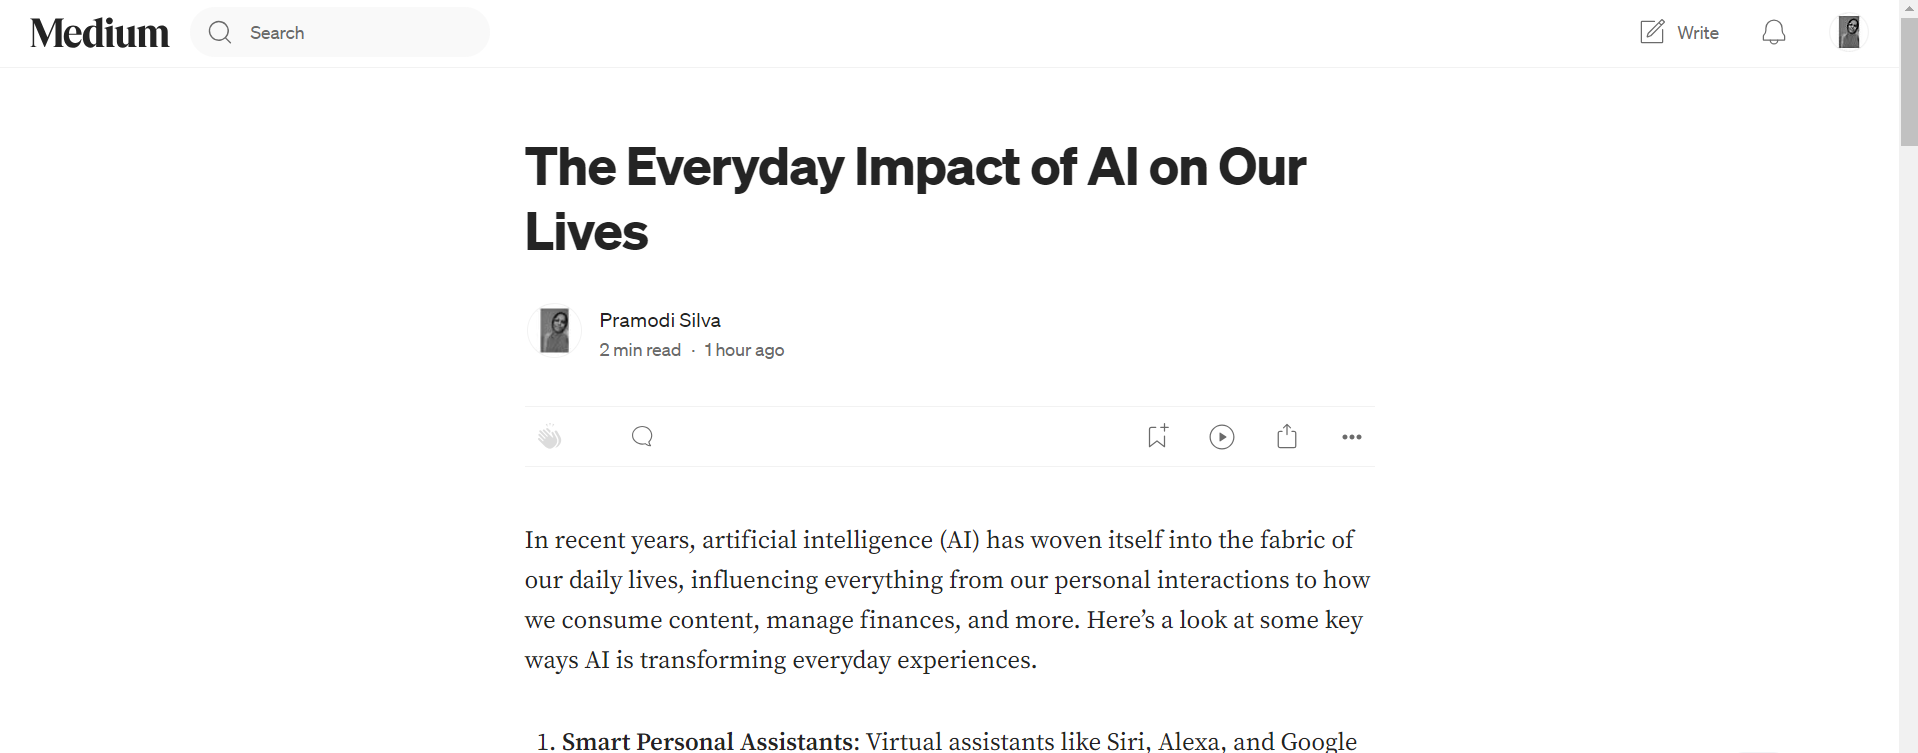 Medium
Search
Write
The Everyday Impact of AI on Our
Lives
Pramodi Silva
2 min read · 1 hour ago
In recent years, artificial intelligence (AI) has woven itself into the fabric of
our daily lives, influencing everything from our personal interactions to how
we consume content, manage finances, and more. Here’s a look at some key
ways AI is transforming everyday experiences.
1. Smart Personal Assistants: Virtual assistants like Siri, Alexa, and Google